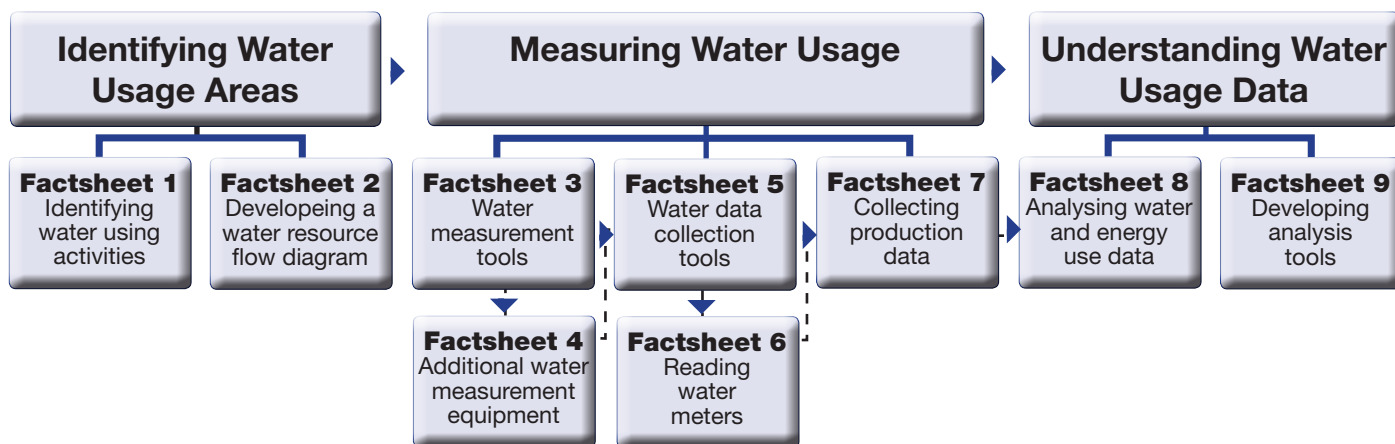 Identifying Water
Usage Areas
Measuring Water Usage
Understanding Water
Usage Data
Factsheet 1
Identifying
water using
activities
Factsheet 2
Developeing a
water resource
flow diagram
Factsheet 3
Water
measurement
tools
Factsheet 4
Additional water
measurement
equipment
Factsheet 5
Water data
collection
tools
Factsheet 6
Reading
water
meters
Factsheet 7
Collecting
production
data
Factsheet 8
Analysing water
and energy
use data
Factsheet 9
Developing
analysis
tools